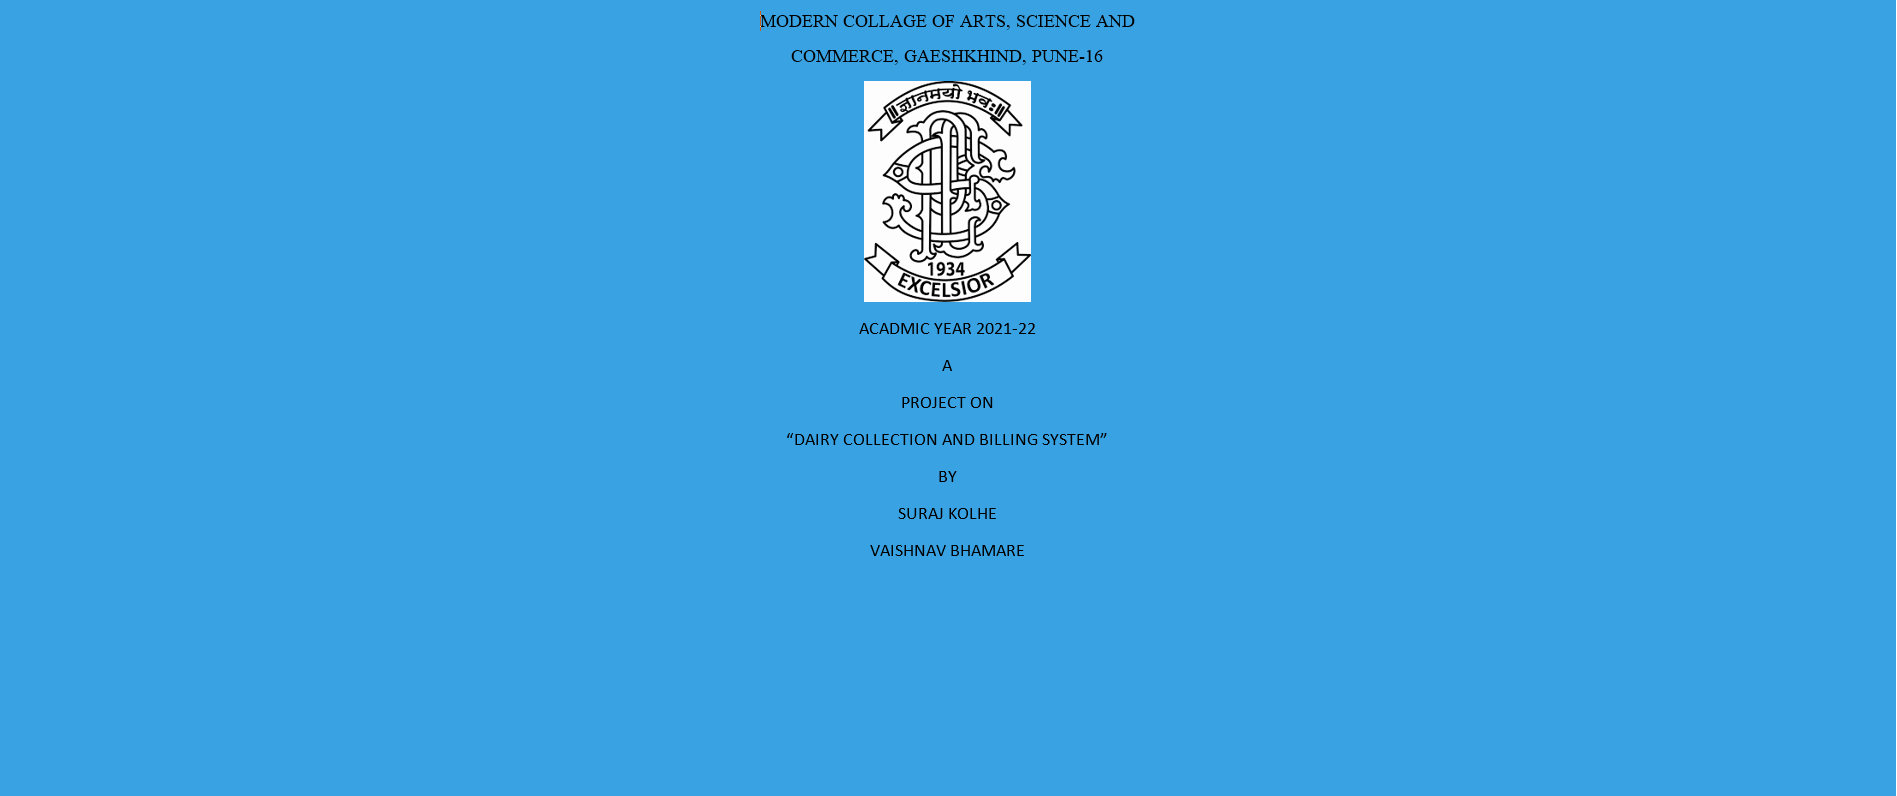 MODERN COLLAGE OF ARTS, SCIENCE AND
COMMERCE, GAESHKHIND, PUNE-16
॥ज्ञानमयो भवः॥
1934
EXCELSIOR
ACADMIC YEAR 2021-22
A
PROJECT ON
“DAIRY COLLECTION AND BILLING SYSTEM”
BY
SURAJ KOLHE
VAISHNAV BHAMARE